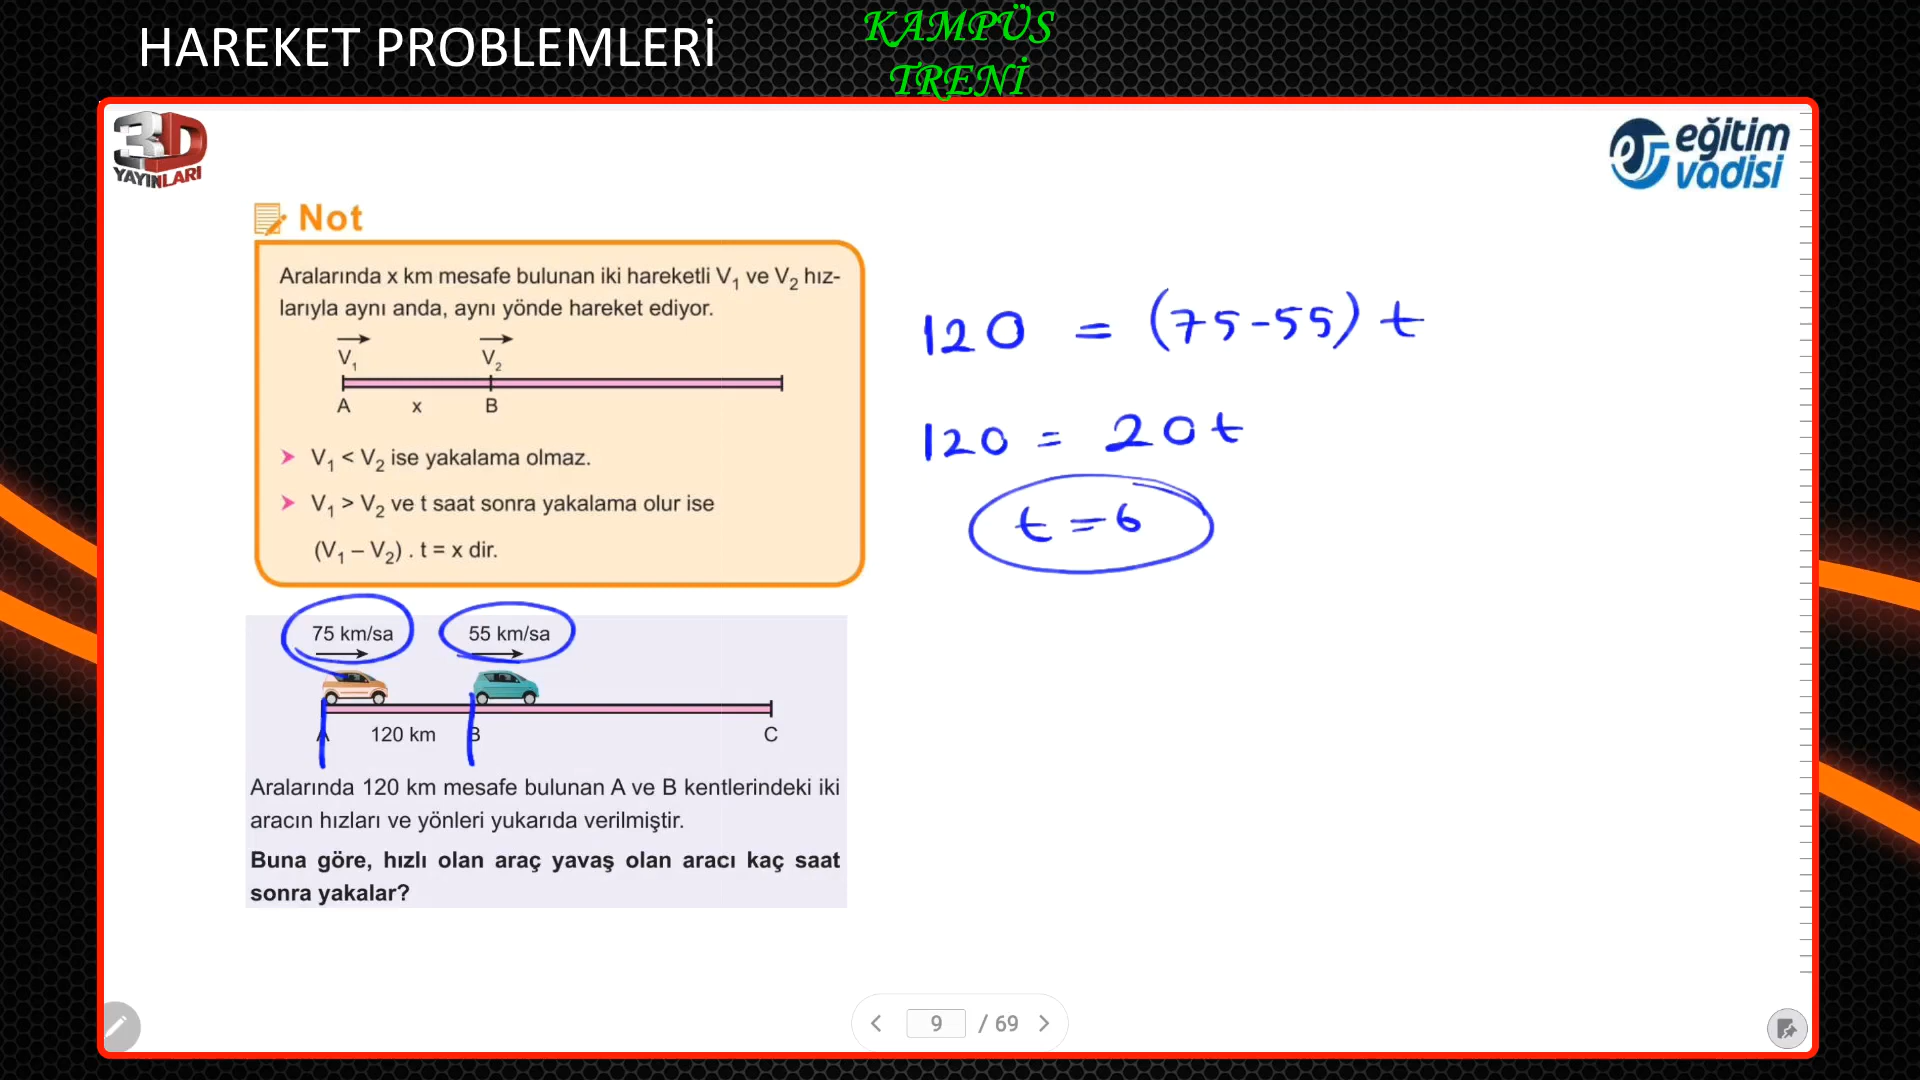 HAREKET PROBLEMLERİ
KAMPÜS
TRENİ
3D
YAYINLARI
eğitim
vadisi
Not
Aralarında x km mesafe bulunan iki hareketli V1 ve V2 hız-
larıyla aynı anda, aynı yönde hareket ediyor.
V1 V2
A x B
V1 < V2 ise yakalama olmaz.
V1 > V2 ve t saat sonra yakalama olur ise
(V1 – V2) . t = x dir.
120 = (75-55) t
120 = 20t
t = 6
75 km/sa 55 km/sa
A 120 km B C
Aralarında 120 km mesafe bulunan A ve B kentlerindeki iki
aracın hızları ve yönleri yukarıda verilmiştir.
Buna göre, hızlı olan araç yavaş olan aracı kaç saat
sonra yakalar?
9 / 69